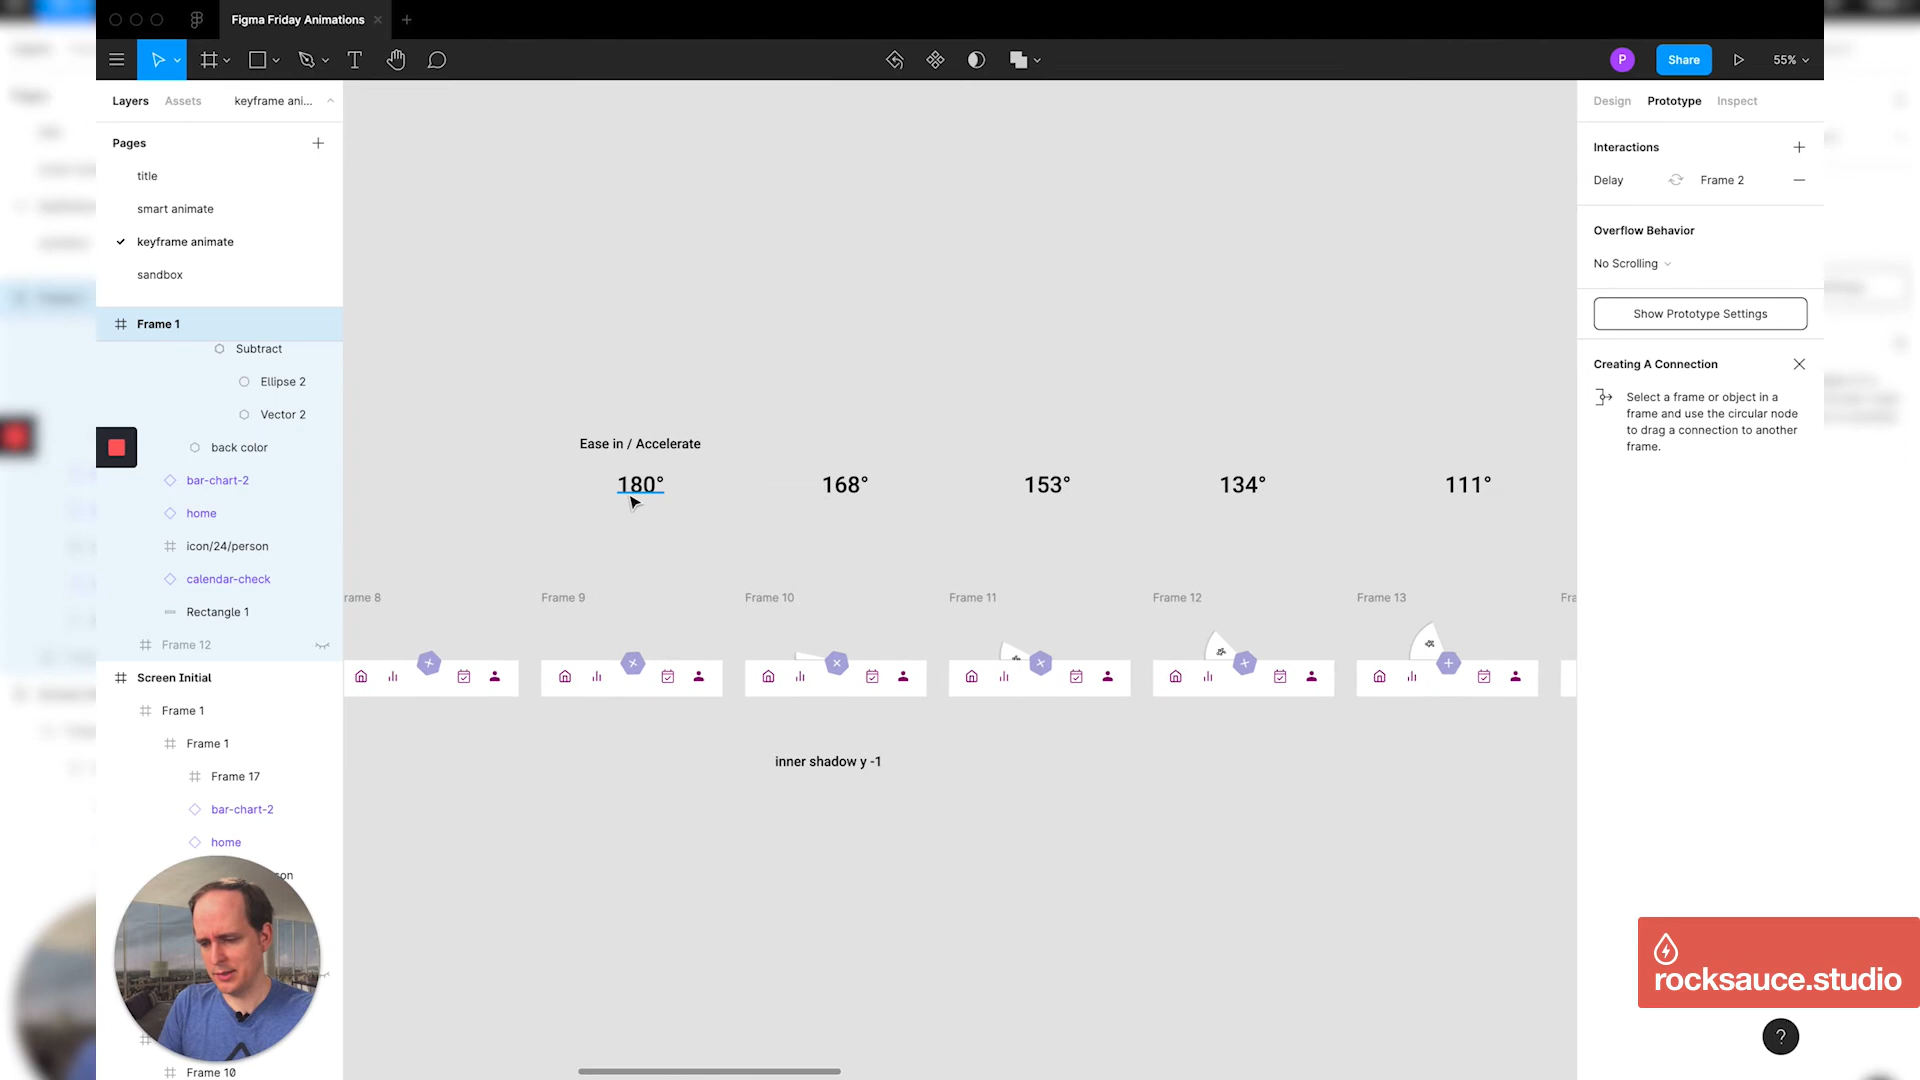 Figma Friday Animations
P
Share
55%
Layers
Assets
keyframe ani...
Design
Prototype
Inspect
Pages
title
smart animate
keyframe animate
sandbox
Interactions
Delay
Frame 2
Overflow Behavior
No Scrolling
Show Prototype Settings
Creating A Connection
Select a frame or object in a
frame and use the circular node
to drag a connection to another
frame.
Frame 1
Subtract
Ellipse 2
Vector 2
back color
bar-chart-2
home
icon/24/person
calendar-check
Rectangle 1
Frame 12
Screen Initial
Frame 1
Frame 1
Frame 17
bar-chart-2
home
Frame 10
Ease in / Accelerate
180°
168°
153°
134°
111°
rame 8
Frame 9
Frame 10
Frame 11
Frame 12
Frame 13
Fra
inner shadow y -1
rocksauce.studio
?